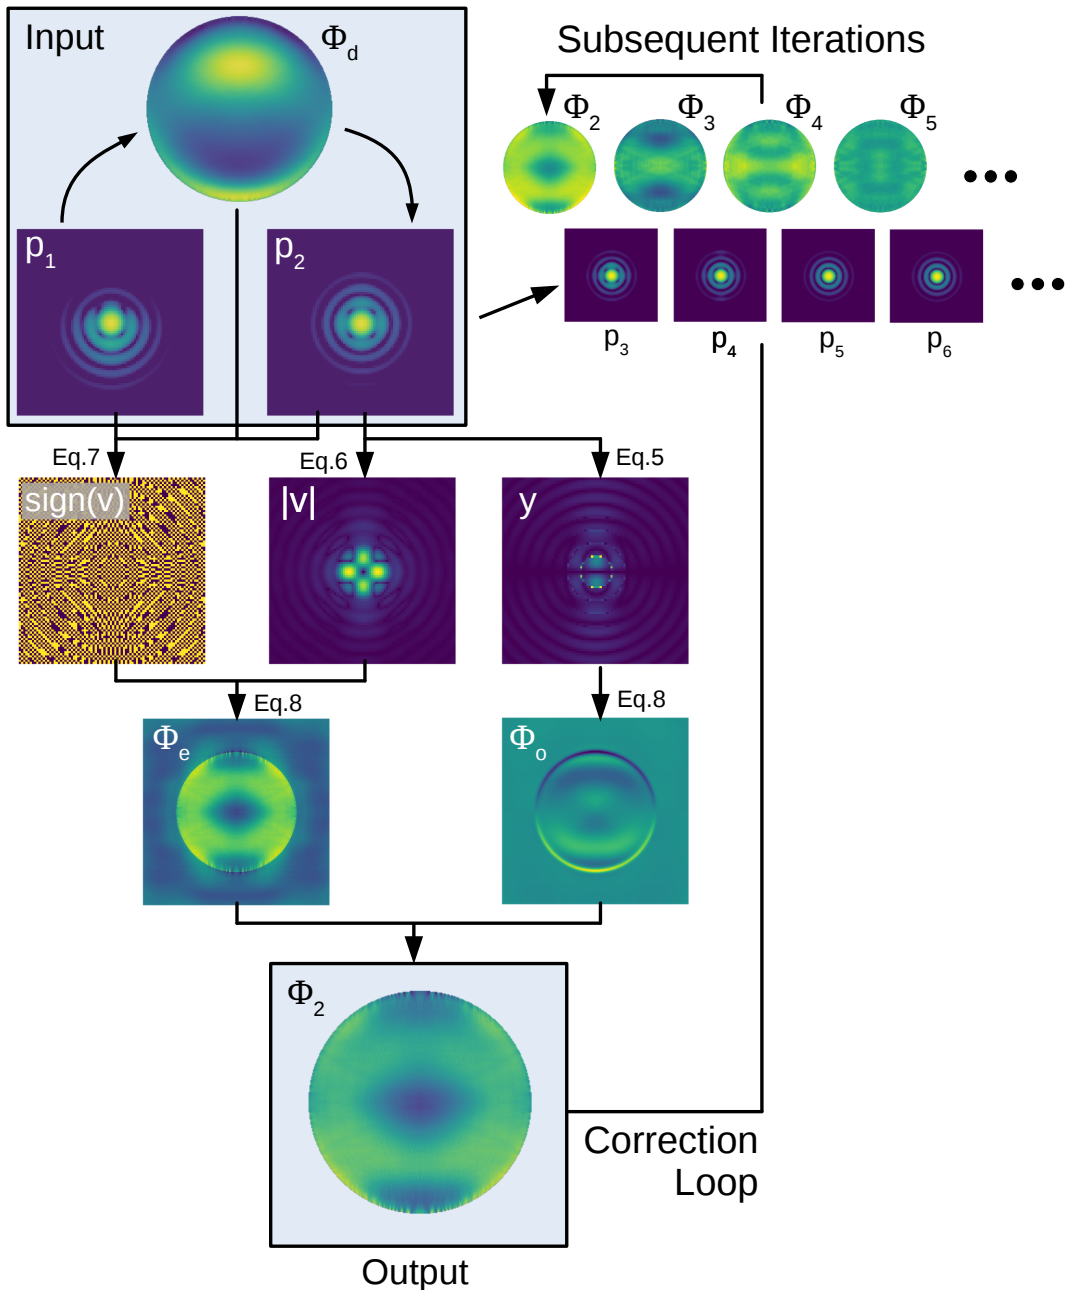 Input
Φd
p1
p2
Subsequent Iterations
Φ2
Φ3
Φ4
Φ5
•••
•••
p3
p4
p5
p6
Eq.7
Eq.6
Eq.5
sign(v)
|v|
y
Eq.8
Eq.8
Φe
Φo
Φ2
Correction
Loop
Output